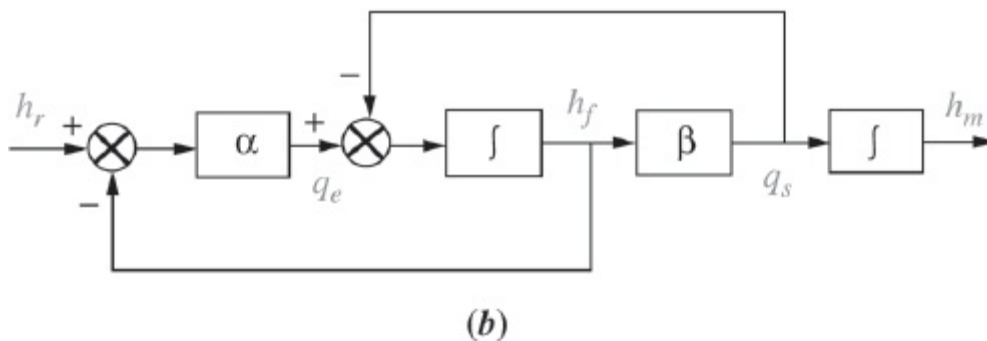 −
h_r + α + ∫ h_f β ∫ h_m
− q_e q_s
(b)